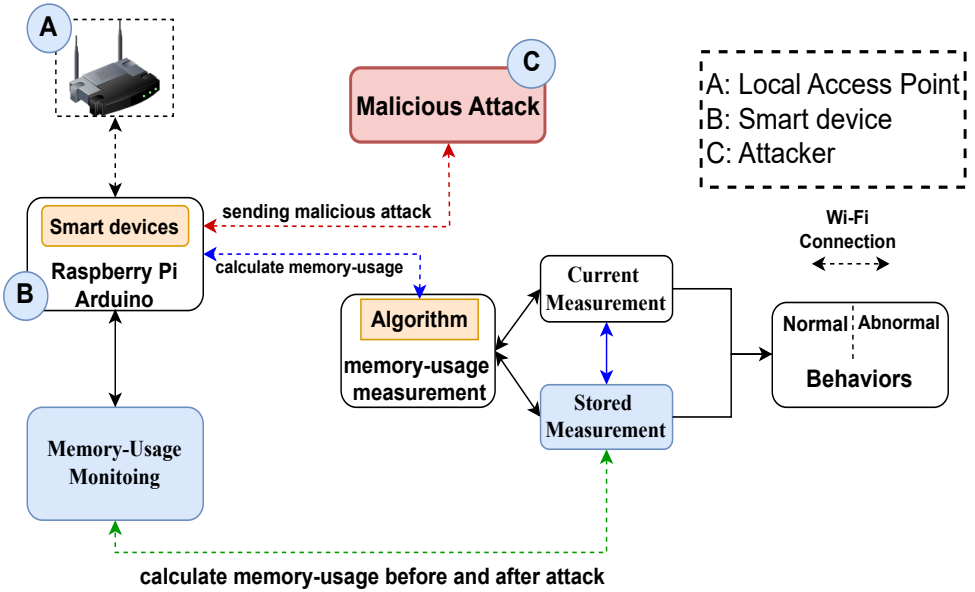 A
C
Malicious Attack
A: Local Access Point
B: Smart device
C: Attacker
Smart devices
Raspberry Pi
Arduino
B
sending malicious attack
calculate memory-usage
Wi-Fi
Connection
Algorithm
memory-usage
measurement
Current
Measurement
Stored
Measurement
Normal
Abnormal
Behaviors
Memory-Usage
Monitoing
calculate memory-usage before and after attack